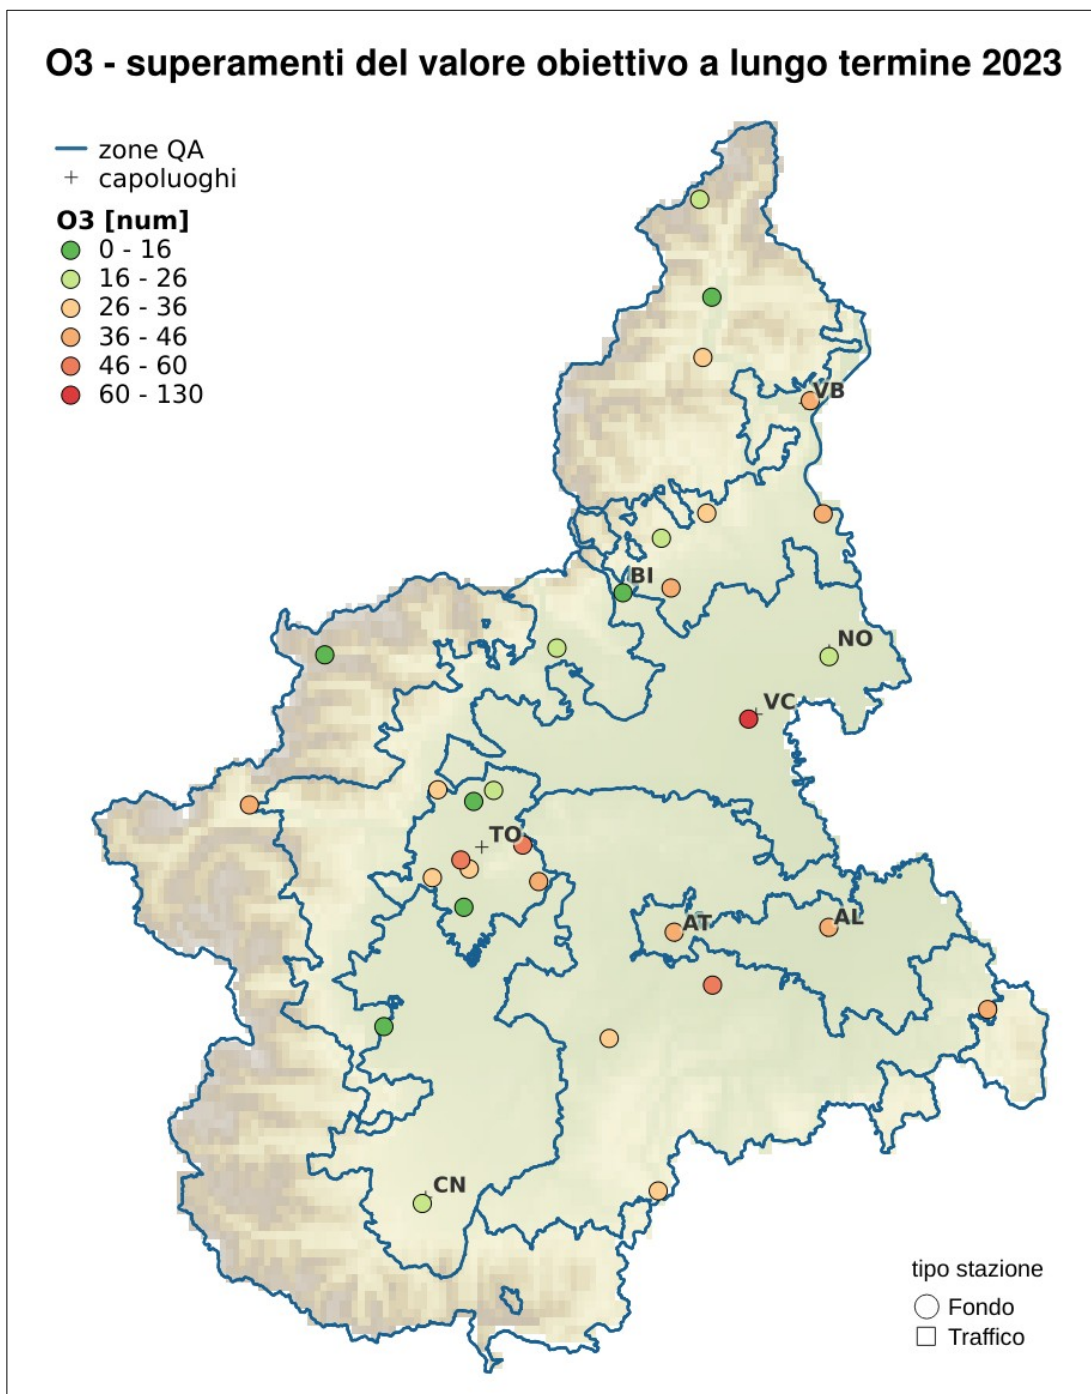 O3 - superamenti del valore obiettivo a lungo termine 2023
zone QA
capoluoghi
O3 [num]
0 - 16
16 - 26
26 - 36
36 - 46
46 - 60
60 - 130
VB
BI
NO
VC
TO
AT
AL
CN
tipo stazione
Fondo
Traffico